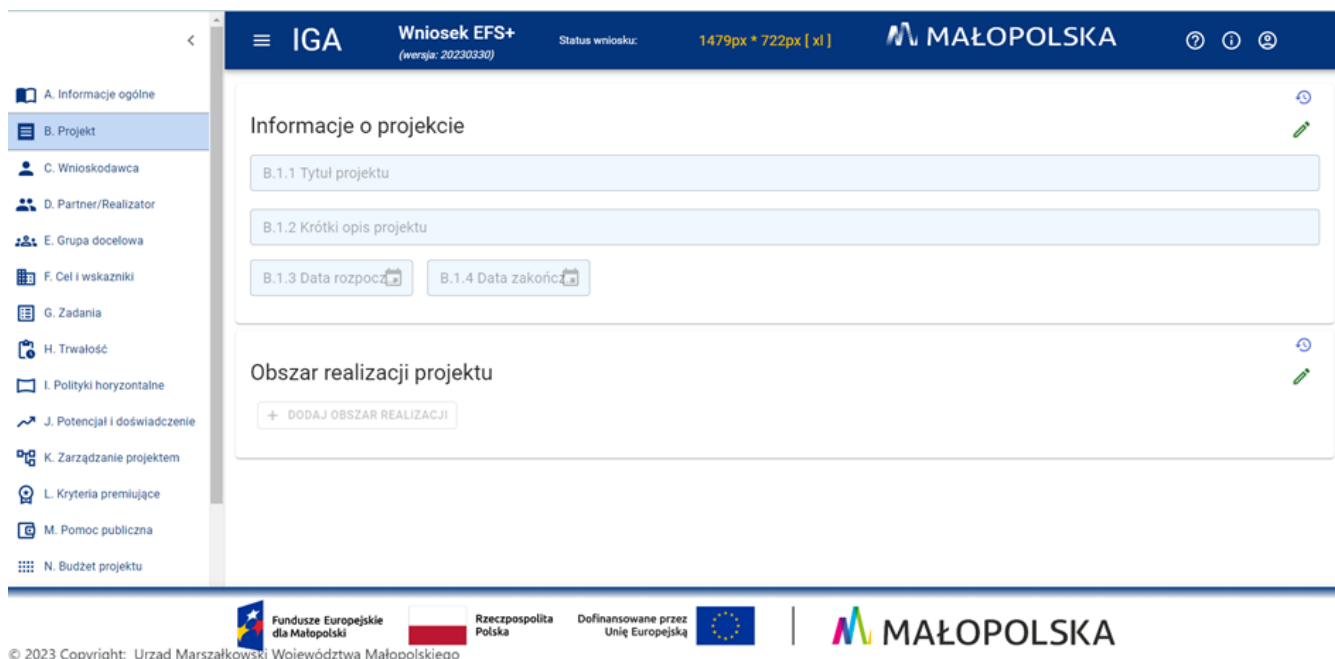 IGA
Wniosek EFS+
(wersja: 20230330)
Status wniosku:
1479px * 722px [ xl ]
MAŁOPOLSKA
A. Informacje ogólne
B. Projekt
C. Wnioskodawca
D. Partner/Realizator
E. Grupa docelowa
F. Cel i wskazniki
G. Zadania
H. Trwałość
I. Polityki horyzontalne
J. Potencjał i doświadczenie
K. Zarządzanie projektem
L. Kryteria premiujące
M. Pomoc publiczna
N. Budżet projektu
Informacje o projekcie
B.1.1 Tytuł projektu
B.1.2 Krótki opis projektu
B.1.3 Data rozpocz
B.1.4 Data zakończ
Obszar realizacji projektu
+ DODAJ OBSZAR REALIZACJI
Fundusze Europejskie
dla Małopolski
Rzeczpospolita
Polska
Dofinansowane przez
Unię Europejską
MAŁOPOLSKA
© 2023 Copyright: Urzad Marszałkowski Województwa Małopolskiego